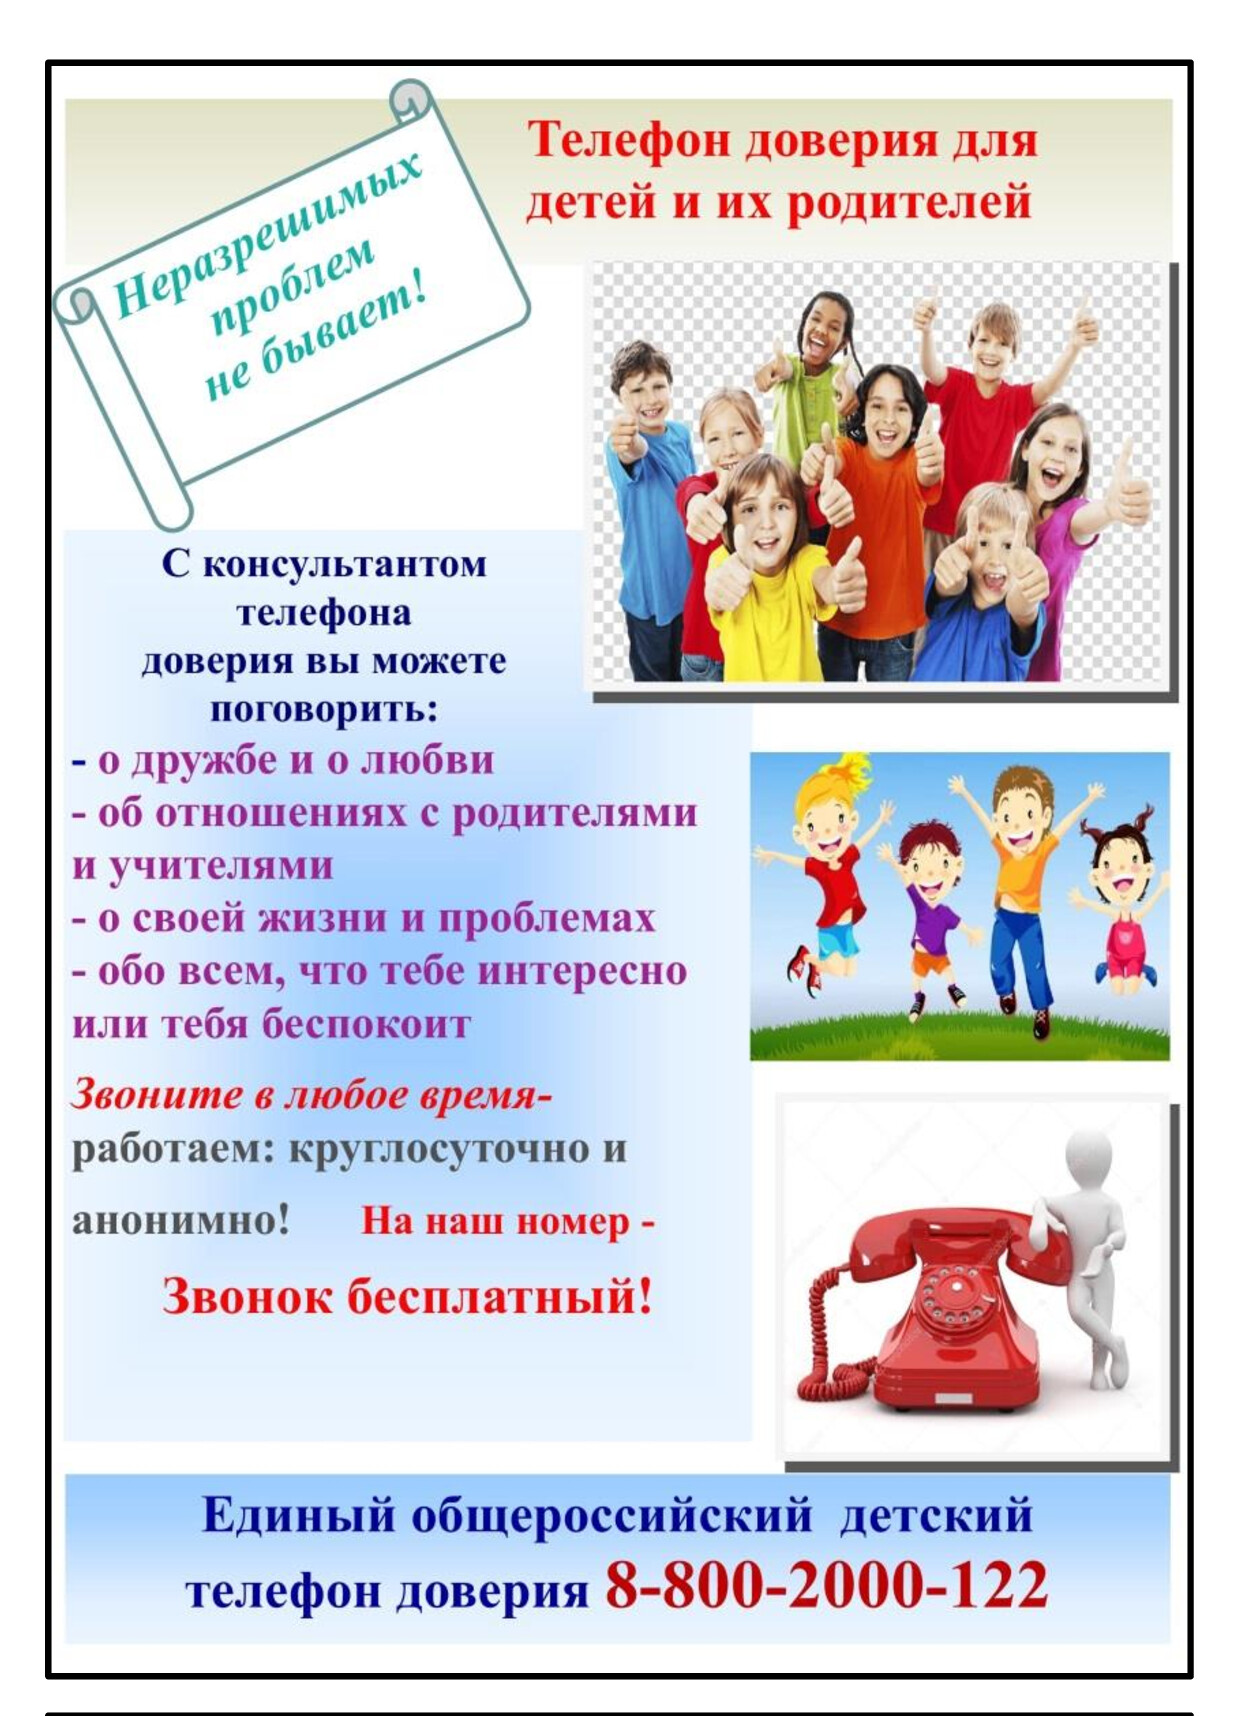 Неразрешимых
проблем
не бывает!
Телефон доверия для
детей и их родителей
С консультантом
телефона
доверия вы можете
поговорить:
- о дружбе и о любви
- об отношениях с родителями
и учителями
- о своей жизни и проблемах
- обо всем, что тебе интересно
или тебя беспокоит
Звоните в любое время-
работаем: круглосуточно и
анонимно! На наш номер -
Звонок бесплатный!
Единый общероссийский детский
телефон доверия 8-800-2000-122